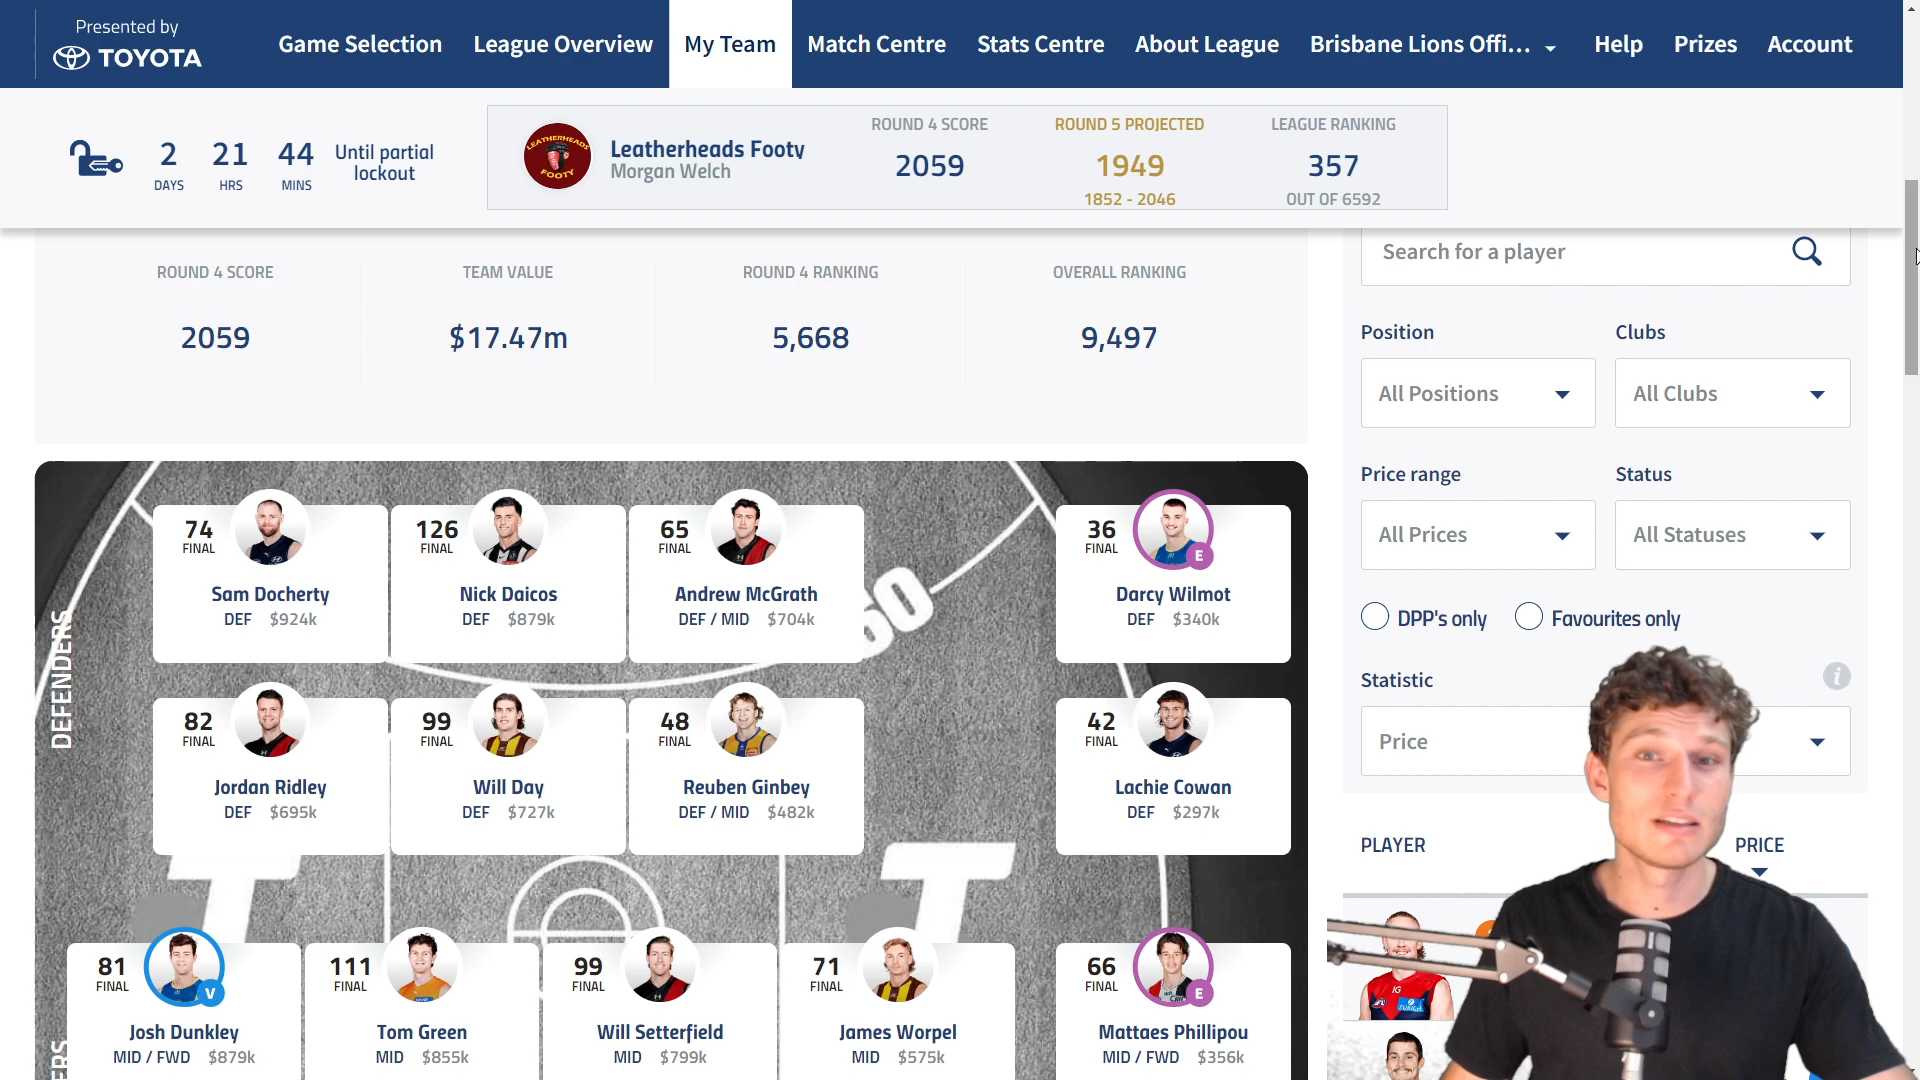 Presented by
TOYOTA
Game Selection
League Overview
My Team
Match Centre
Stats Centre
About League
Brisbane Lions Offi...
Help
Prizes
Account
2 DAYS
21 HRS
44 MINS
Until partial
lockout
LEATHERHEADS
FOOTY
Leatherheads Footy
Morgan Welch
ROUND 4 SCORE
2059
ROUND 5 PROJECTED
1949
1852 - 2046
LEAGUE RANKING
357
OUT OF 6592
ROUND 4 SCORE
2059
TEAM VALUE
$17.47m
ROUND 4 RANKING
5,668
OVERALL RANKING
9,497
DEFENDERS
50
74
FINAL
Sam Docherty
DEF $924k
126
FINAL
Nick Daicos
DEF $879k
65
FINAL
Andrew McGrath
DEF / MID $704k
36
FINAL
E
Darcy Wilmot
DEF $340k
82
FINAL
Jordan Ridley
DEF $695k
99
FINAL
Will Day
DEF $727k
48
FINAL
Reuben Ginbey
DEF / MID $482k
42
FINAL
Lachie Cowan
DEF $297k
81
FINAL
V
Josh Dunkley
MID / FWD $879k
111
FINAL
Tom Green
MID $855k
99
FINAL
Will Setterfield
MID $799k
71
FINAL
James Worpel
MID $575k
66
FINAL
E
Mattaes Phillipou
MID / FWD $356k
ERS
Search for a player
Position
All Positions
Clubs
All Clubs
Price range
All Prices
Status
All Statuses
DPP's only
Favourites only
Statistic
i
Price
PLAYER
PRICE
IG
ZURICH